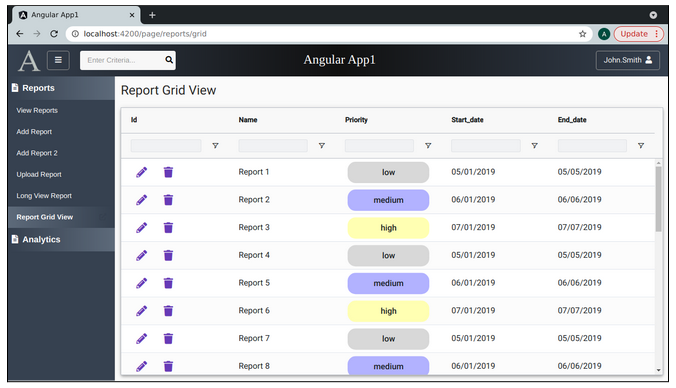 Angular App1
localhost:4200/page/reports/grid
A
Update
A
Enter Criteria...
Angular App1
John.Smith
Reports
View Reports
Add Report
Add Report 2
Upload Report
Long View Report
Report Grid View
Analytics
Report Grid View
Id Name Priority Start_date End_date
Report 1 low 05/01/2019 05/05/2019
Report 2 medium 06/01/2019 06/06/2019
Report 3 high 07/01/2019 07/07/2019
Report 4 low 05/01/2019 05/05/2019
Report 5 medium 06/01/2019 06/06/2019
Report 6 high 07/01/2019 07/07/2019
Report 7 low 05/01/2019 05/05/2019
Report 8 medium 06/01/2019 06/06/2019